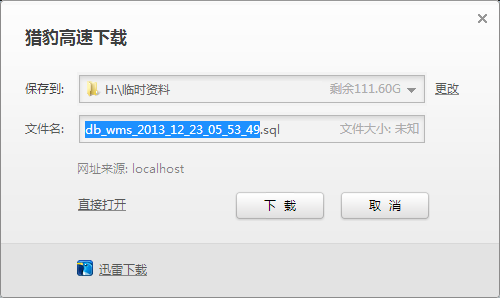 猎豹高速下载
保存到: H:\临时资料 剩余111.60G 更改
文件名: db_wms_2013_12_23_05_53_49.sql 文件大小: 未知
网址来源: localhost
直接打开 下 载 取 消
迅雷下载